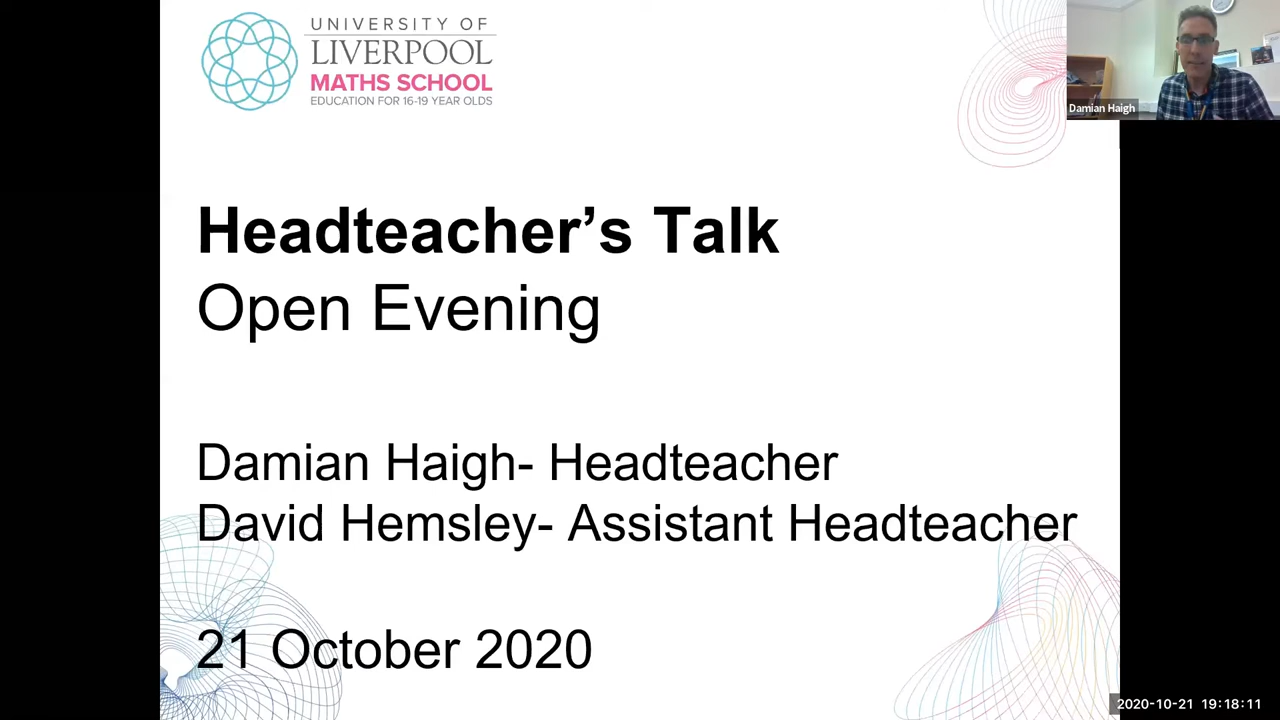 UNIVERSITY OF
LIVERPOOL
MATHS SCHOOL
EDUCATION FOR 16-19 YEAR OLDS
Damian Haigh
Headteacher’s Talk
Open Evening
Damian Haigh- Headteacher
David Hemsley- Assistant Headteacher
21 October 2020
2020-10-21 19:18:11